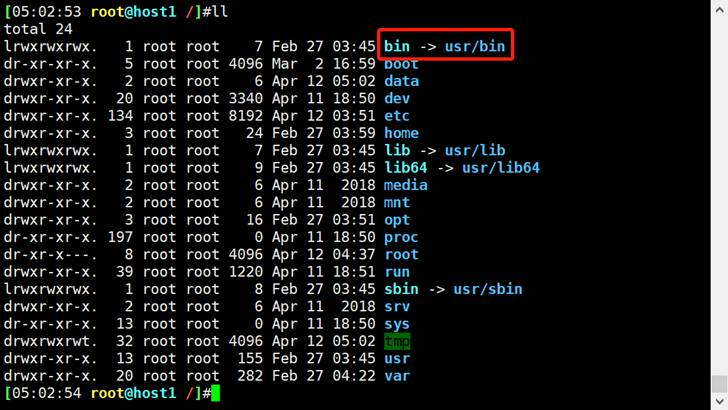 [05:02:53 root@host1 /]#ll
total 24
lrwxrwxrwx.   1 root root    7 Feb 27 03:45 bin -> usr/bin
dr-xr-xr-x.   5 root root 4096 Mar  2 16:59 boot
drwxr-xr-x.   2 root root    6 Apr 12 05:02 data
drwxr-xr-x.  20 root root 3340 Apr 11 18:50 dev
drwxr-xr-x. 134 root root 8192 Apr 12 03:51 etc
drwxr-xr-x.   3 root root   24 Feb 27 03:59 home
lrwxrwxrwx.   1 root root    7 Feb 27 03:45 lib -> usr/lib
lrwxrwxrwx.   1 root root    9 Feb 27 03:45 lib64 -> usr/lib64
drwxr-xr-x.   2 root root    6 Apr 11  2018 media
drwxr-xr-x.   2 root root    6 Apr 11  2018 mnt
drwxr-xr-x.   3 root root   16 Feb 27 03:51 opt
dr-xr-xr-x. 197 root root    0 Apr 11 18:50 proc
dr-xr-x---.   8 root root 4096 Apr 12 04:37 root
drwxr-xr-x.  39 root root 1220 Apr 11 18:51 run
lrwxrwxrwx.   1 root root    8 Feb 27 03:45 sbin -> usr/sbin
drwxr-xr-x.   2 root root    6 Apr 11  2018 srv
dr-xr-xr-x.  13 root root    0 Apr 11 18:50 sys
drwxrwxrwt.  32 root root 4096 Apr 12 05:02 tmp
drwxr-xr-x.  13 root root  155 Feb 27 03:45 usr
drwxr-xr-x.  20 root root  282 Feb 27 04:22 var
[05:02:54 root@host1 /]#